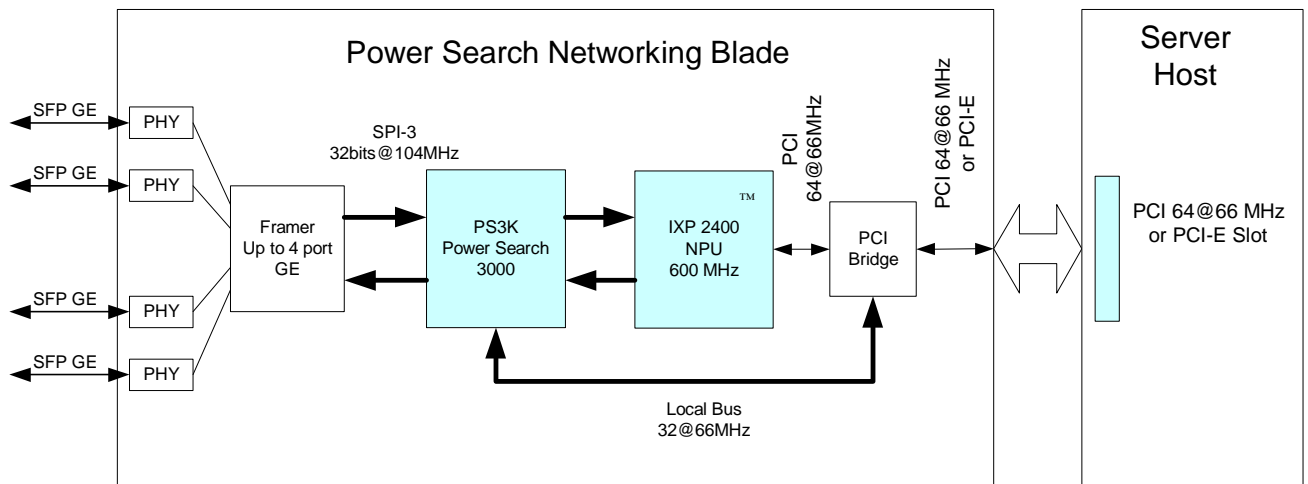 Power Search Networking Blade
Server
Host
SFP GE
PHY
SFP GE
PHY
SFP GE
PHY
SFP GE
PHY
Framer
Up to 4 port
GE
SPI-3
32bits@104MHz
PS3K
Power Search
3000
™
IXP 2400
NPU
600 MHz
PCI
64@66MHz
PCI
Bridge
PCI 64@66 MHz
or PCI-E
PCI 64@66 MHz
or PCI-E Slot
Local Bus
32@66MHz